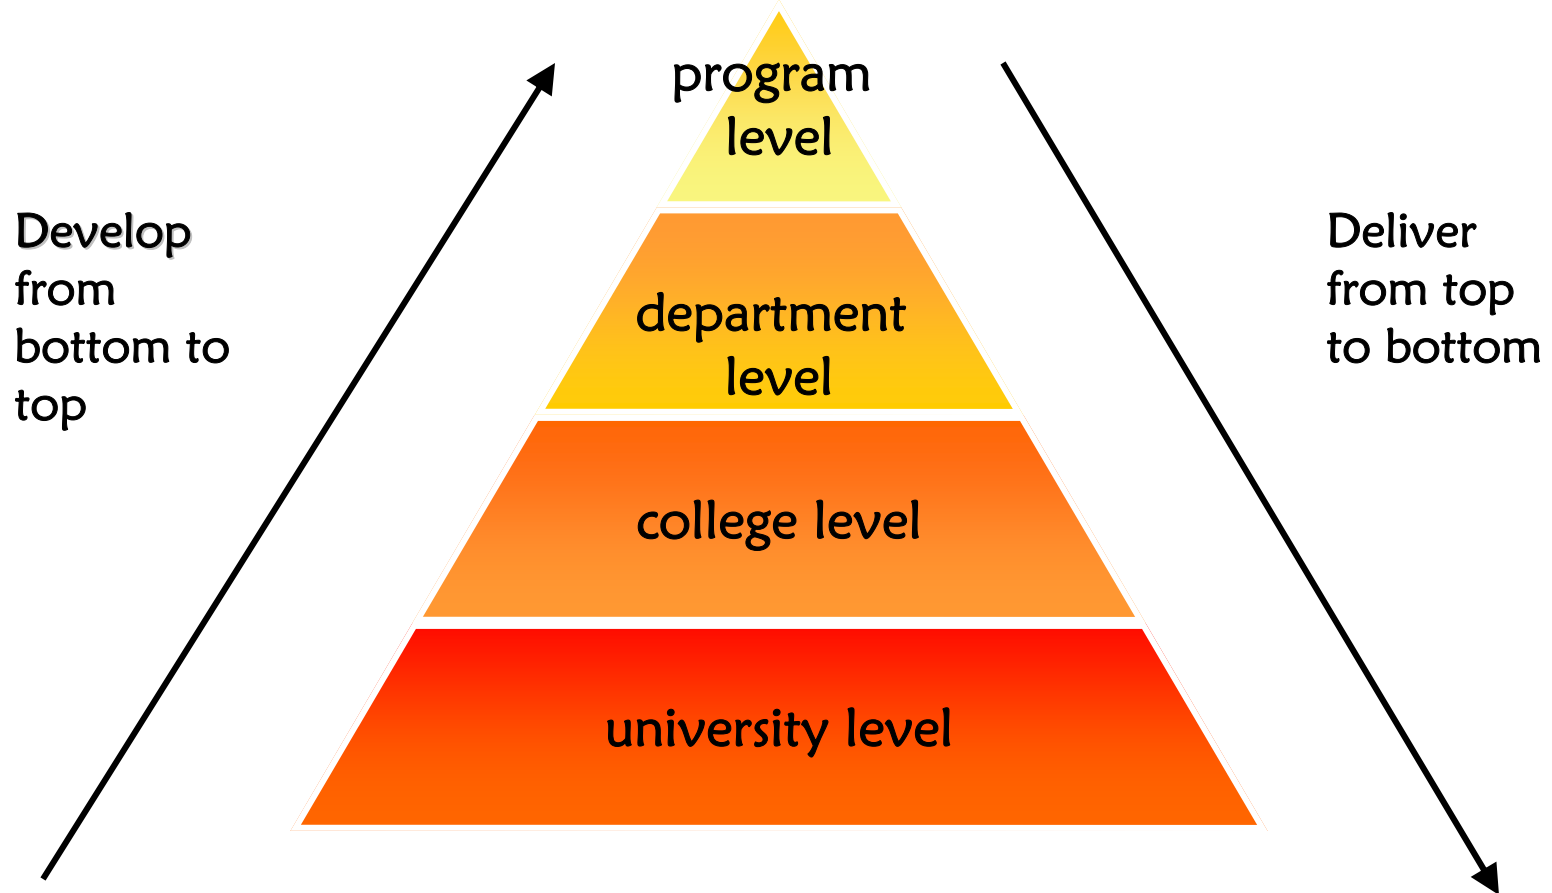 program
level
Develop
from
bottom to
top
Deliver
from top
to bottom
department
level
college level
university level